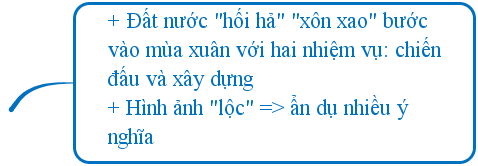 + Đất nước "hối hả" "xôn xao" bước
vào mùa xuân với hai nhiệm vụ: chiến
đấu và xây dựng
+ Hình ảnh "lộc" => ẩn dụ nhiều ý
nghĩa